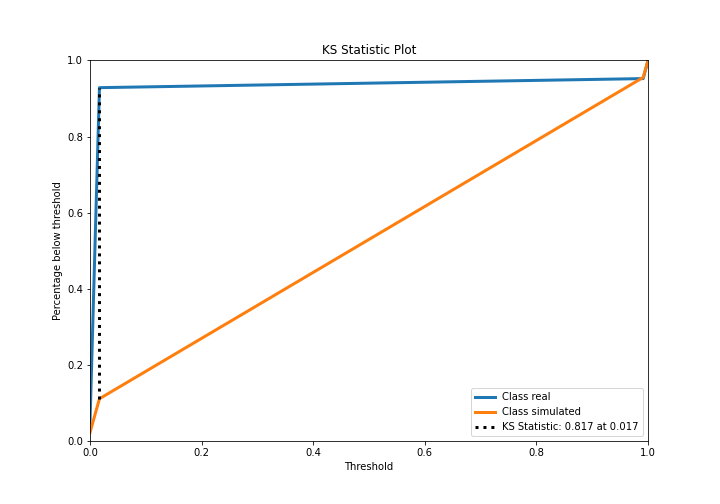 KS Statistic Plot
Percentage below threshold
1.0
0.8
0.6
0.4
0.2
0.0
0.0 0.2 0.4 0.6 0.8 1.0
Threshold
Class real
Class simulated
KS Statistic: 0.817 at 0.017